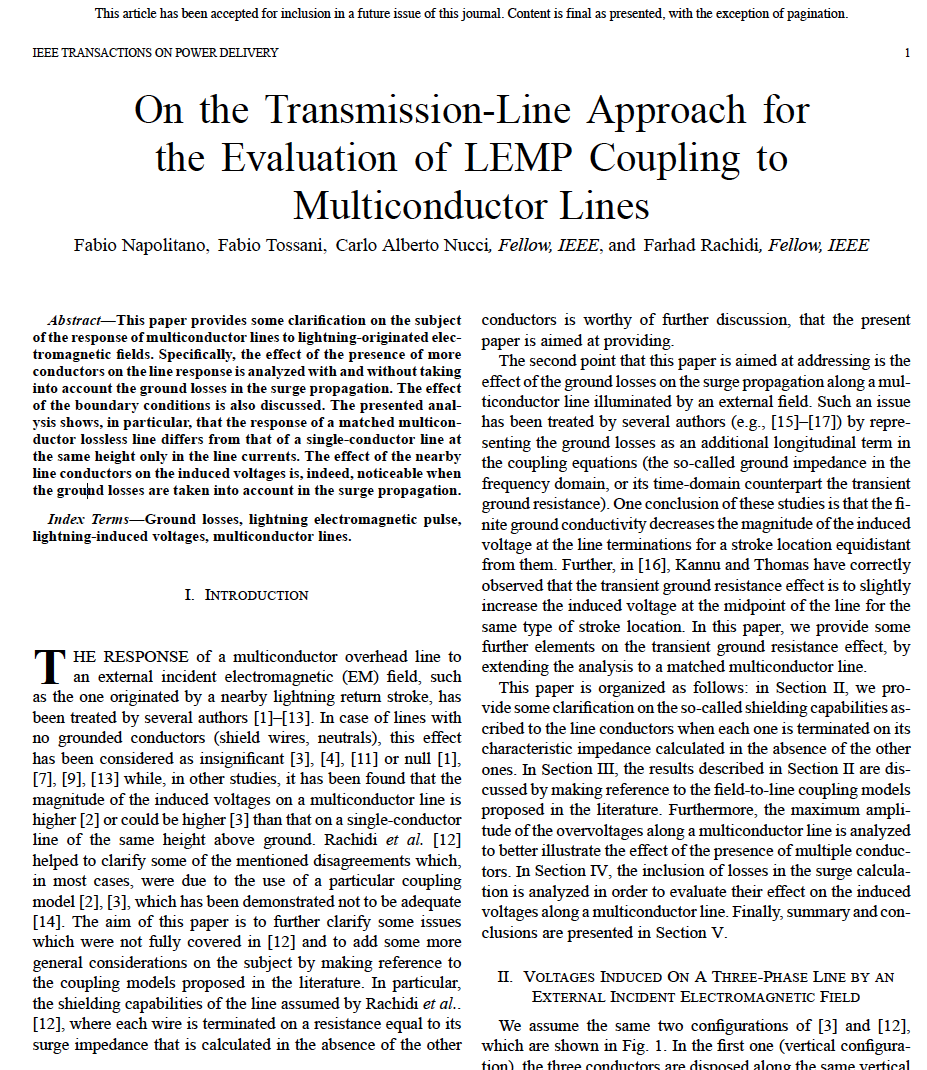 This article has been accepted for inclusion in a future issue of this journal. Content is final as presented, with the exception of pagination.
IEEE TRANSACTIONS ON POWER DELIVERY
1
On the Transmission-Line Approach for
the Evaluation of LEMP Coupling to
Multiconductor Lines
Fabio Napolitano, Fabio Tossani, Carlo Alberto Nucci, Fellow, IEEE, and Farhad Rachidi, Fellow, IEEE
Abstract—This paper provides some clarification on the subject
of the response of multiconductor lines to lightning-originated elec-
tromagnetic fields. Specifically, the effect of the presence of more
conductors on the line response is analyzed with and without taking
into account the ground losses in the surge propagation. The effect
of the boundary conditions is also discussed. The presented anal-
ysis shows, in particular, that the response of a matched multicon-
ductor lossless line differs from that of a single-conductor line at
the same height only in the line currents. The effect of the nearby
line conductors on the induced voltages is, indeed, noticeable when
the ground losses are taken into account in the surge propagation.
Index Terms—Ground losses, lightning electromagnetic pulse,
lightning-induced voltages, multiconductor lines.
I. INTRODUCTION
THE RESPONSE of a multiconductor overhead line to
an external incident electromagnetic (EM) field, such
as the one originated by a nearby lightning return stroke, has
been treated by several authors [1]–[13]. In case of lines with
no grounded conductors (shield wires, neutrals), this effect
has been considered as insignificant [3], [4], [11] or null [1],
[7], [9], [13] while, in other studies, it has been found that the
magnitude of the induced voltages on a multiconductor line is
higher [2] or could be higher [3] than that on a single-conductor
line of the same height above ground. Rachidi et al. [12]
helped to clarify some of the mentioned disagreements which,
in most cases, were due to the use of a particular coupling
model [2], [3], which has been demonstrated not to be adequate
[14]. The aim of this paper is to further clarify some issues
which were not fully covered in [12] and to add some more
general considerations on the subject by making reference to
the coupling models proposed in the literature. In particular,
the shielding capabilities of the line assumed by Rachidi et al..
[12], where each wire is terminated on a resistance equal to its
surge impedance that is calculated in the absence of the other
conductors is worthy of further discussion, that the present
paper is aimed at providing.
The second point that this paper is aimed at addressing is the
effect of the ground losses on the surge propagation along a mul-
ticonductor line illuminated by an external field. Such an issue
has been treated by several authors (e.g., [15]–[17]) by repre-
senting the ground losses as an additional longitudinal term in
the coupling equations (the so-called ground impedance in the
frequency domain, or its time-domain counterpart the transient
ground resistance). One conclusion of these studies is that the fi-
nite ground conductivity decreases the magnitude of the induced
voltage at the line terminations for a stroke location equidistant
from them. Further, in [16], Kannu and Thomas have correctly
observed that the transient ground resistance effect is to slightly
increase the induced voltage at the midpoint of the line for the
same type of stroke location. In this paper, we provide some
further elements on the transient ground resistance effect, by
extending the analysis to a matched multiconductor line.
This paper is organized as follows: in Section II, we pro-
vide some clarification on the so-called shielding capabilities as-
cribed to the line conductors when each one is terminated on its
characteristic impedance calculated in the absence of the other
ones. In Section III, the results described in Section II are dis-
cussed by making reference to the field-to-line coupling models
proposed in the literature. Furthermore, the maximum ampli-
tude of the overvoltages along a multiconductor line is analyzed
to better illustrate the effect of the presence of multiple conduc-
tors. In Section IV, the inclusion of losses in the surge calcula-
tion is analyzed in order to evaluate their effect on the induced
voltages along a multiconductor line. Finally, summary and con-
clusions are presented in Section V.
II. VOLTAGES INDUCED ON A THREE-PHASE LINE BY AN
EXTERNAL INCIDENT ELECTROMAGNETIC FIELD
We assume the same two configurations of [3] and [12],
which are shown in Fig. 1. In the first one (vertical configura-
tion), the three conductors are disposed along the same vertical